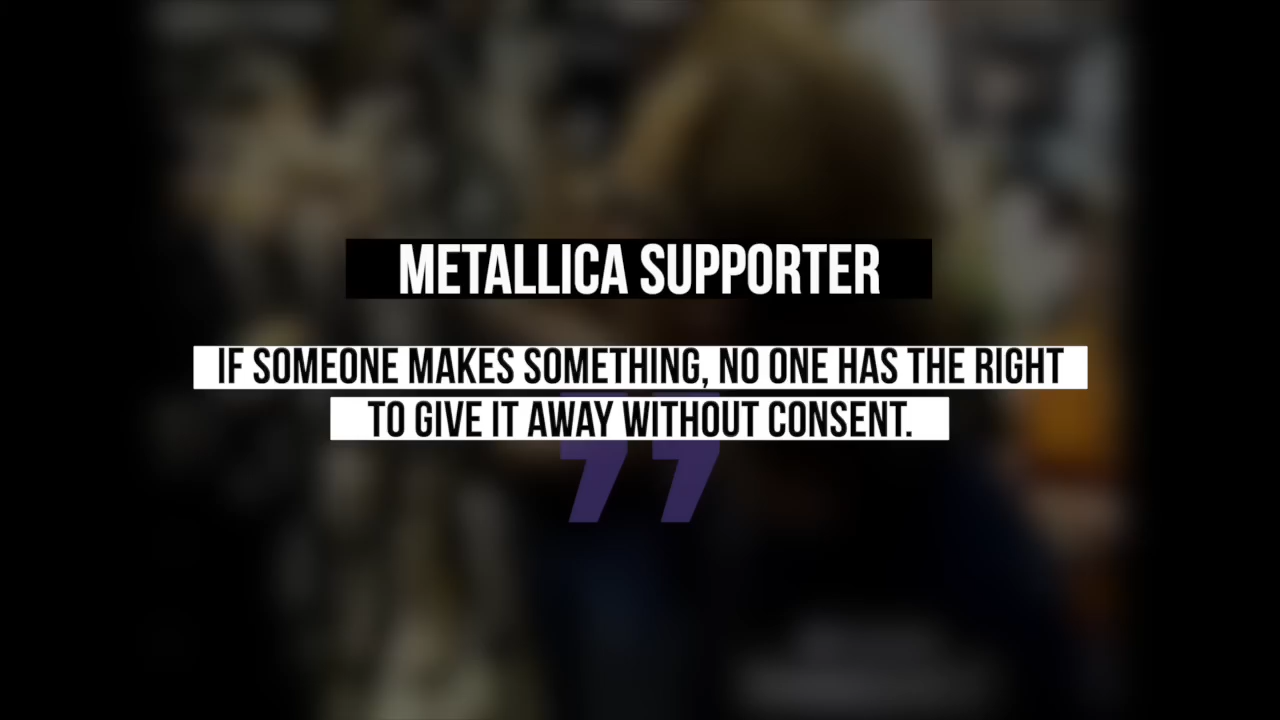 METALLICA SUPPORTER
IF SOMEONE MAKES SOMETHING, NO ONE HAS THE RIGHT
TO GIVE IT AWAY WITHOUT CONSENT.
”